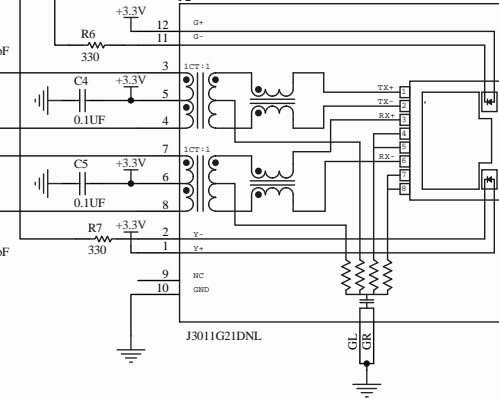 +3.3V
12
G+
11
G-
R6
330
pF
3
1CT:1
C4
+3.3V
5
0.1UF
4
TX+
1
TX-
2
RX+
3
4
5
RX-
6
7
8
7
1CT:1
C5
+3.3V
6
0.1UF
8
R7
+3.3V
2
Y-
330
1
Y+
pF
9
NC
10
GND
GL
GR
J3011G21DNL